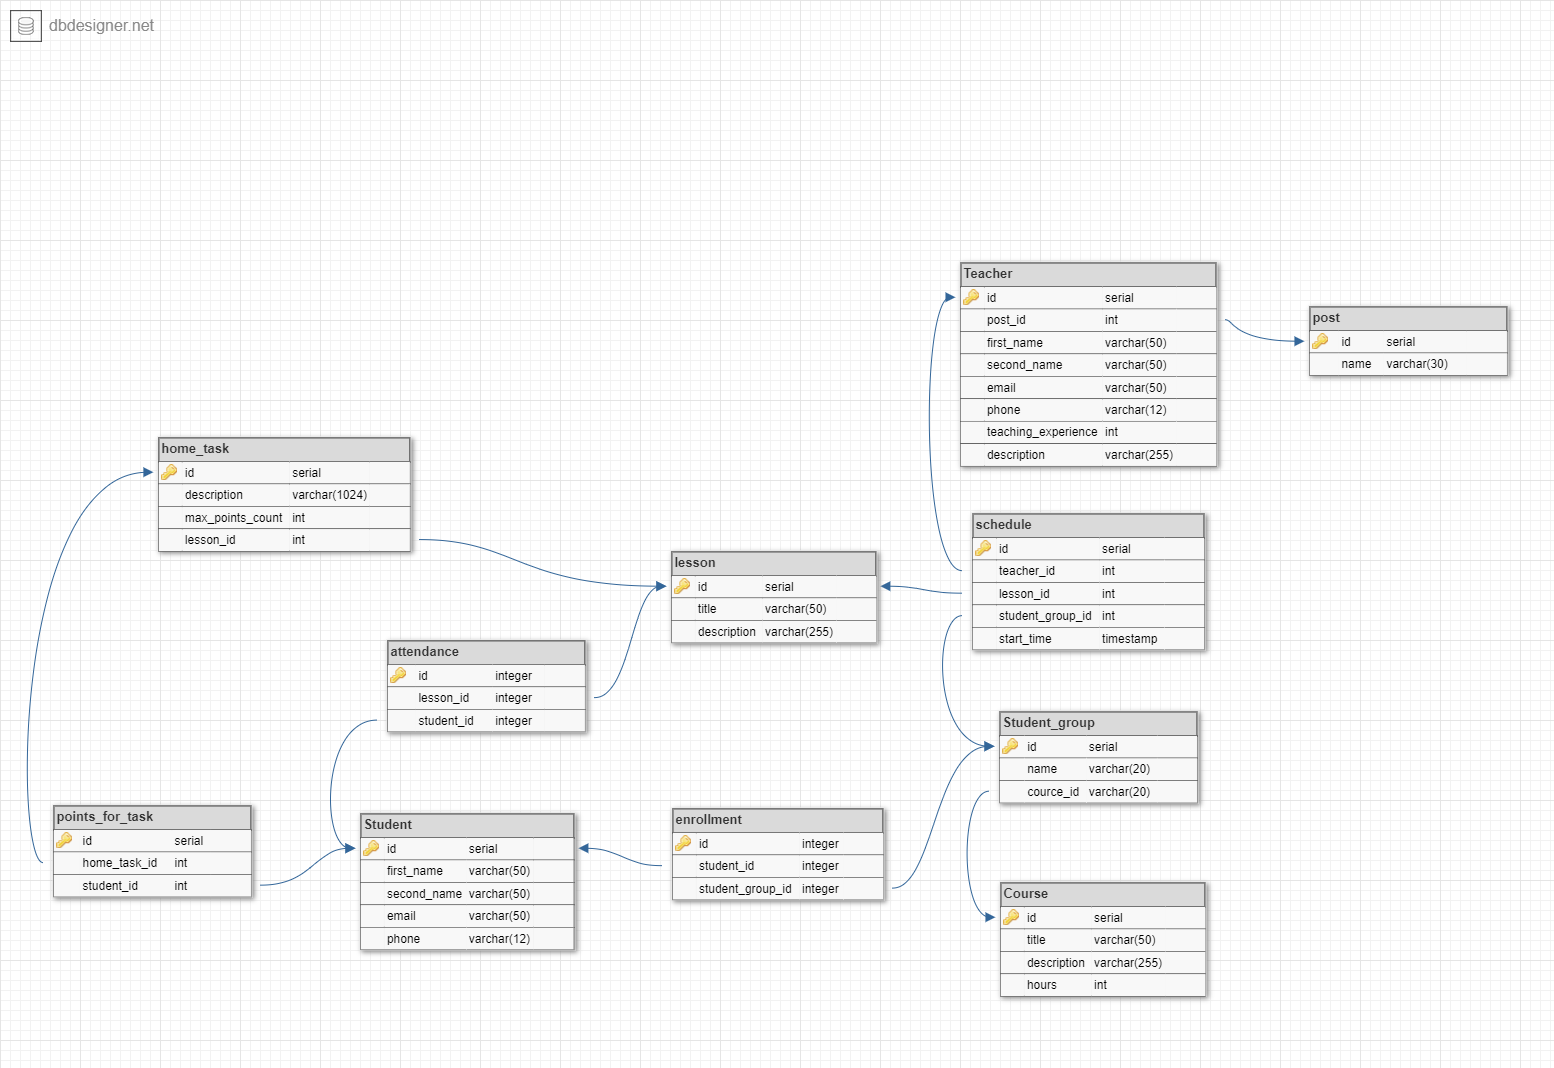 dbdesigner.net
Teacher
id serial
post_id int
first_name varchar(50)
second_name varchar(50)
email varchar(50)
phone varchar(12)
teaching_experience int
description varchar(255)
post
id serial
name varchar(30)
home_task
id serial
description varchar(1024)
max_points_count int
lesson_id int
schedule
id serial
teacher_id int
lesson_id int
student_group_id int
start_time timestamp
lesson
id serial
title varchar(50)
description varchar(255)
attendance
id integer
lesson_id integer
student_id integer
Student_group
id serial
name varchar(20)
cource_id varchar(20)
points_for_task
id serial
home_task_id int
student_id int
Student
id serial
first_name varchar(50)
second_name varchar(50)
email varchar(50)
phone varchar(12)
enrollment
id integer
student_id integer
student_group_id integer
Course
id serial
title varchar(50)
description varchar(255)
hours int